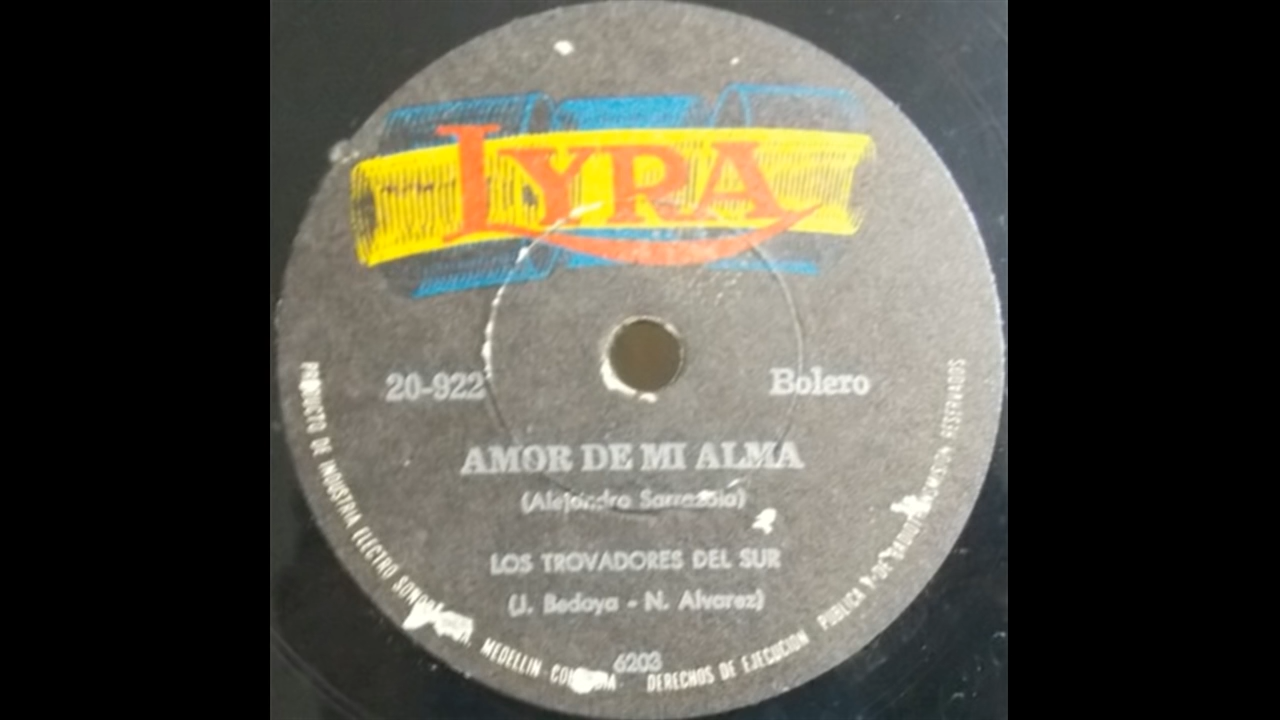 LYRA
20-922
Bolero
AMOR DE MI ALMA
(Alejandro Sarrazola)
LOS TROVADORES DEL SUR
(J. Bedoya - N. Alvarez)
6203
PRODUCTO DE INDUSTRIA ELECTRO MEDELLIN DERECHOS DE EJECUCION PUBLICA Y DE RESERVADOS